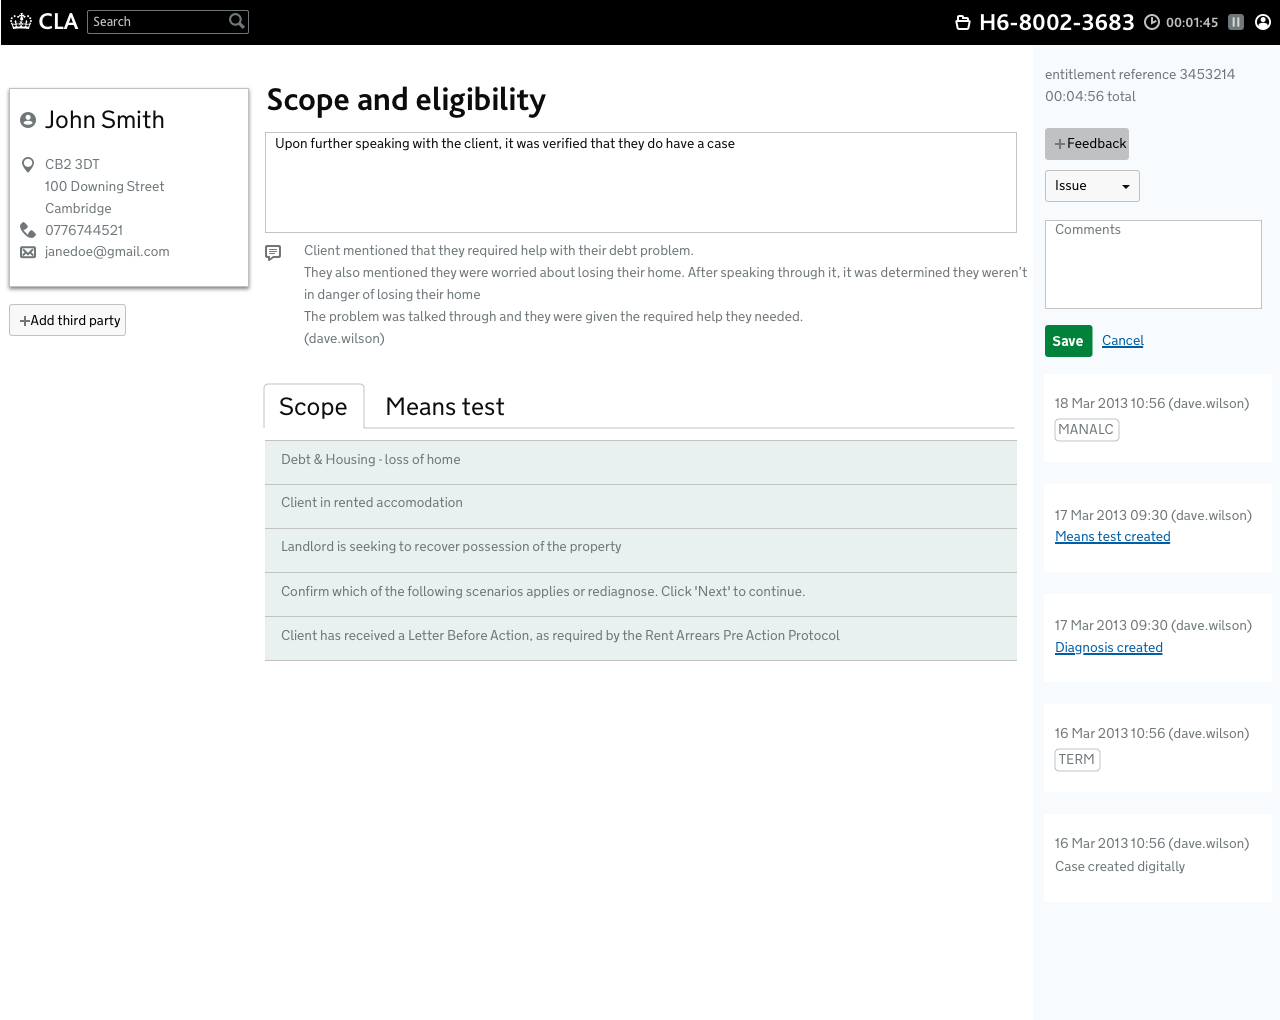 CLA
Search
H6-8002-3683
00:01:45
John Smith
CB2 3DT
100 Downing Street
Cambridge
0776744521
janedoe@gmail.com
+Add third party
Scope and eligibility
Upon further speaking with the client, it was verified that they do have a case
Client mentioned that they required help with their debt problem.
They also mentioned they were worried about losing their home. After speaking through it, it was determined they weren't
in danger of losing their home
The problem was talked through and they were given the required help they needed.
(dave.wilson)
Scope
Means test
Debt & Housing - loss of home
Client in rented accomodation
Landlord is seeking to recover possession of the property
Confirm which of the following scenarios applies or rediagnose. Click 'Next' to continue.
Client has received a Letter Before Action, as required by the Rent Arrears Pre Action Protocol
entitlement reference 3453214
00:04:56 total
+Feedback
Issue
Comments
Save
Cancel
18 Mar 2013 10:56 (dave.wilson)
MANALC
17 Mar 2013 09:30 (dave.wilson)
Means test created
17 Mar 2013 09:30 (dave.wilson)
Diagnosis created
16 Mar 2013 10:56 (dave.wilson)
TERM
16 Mar 2013 10:56 (dave.wilson)
Case created digitally